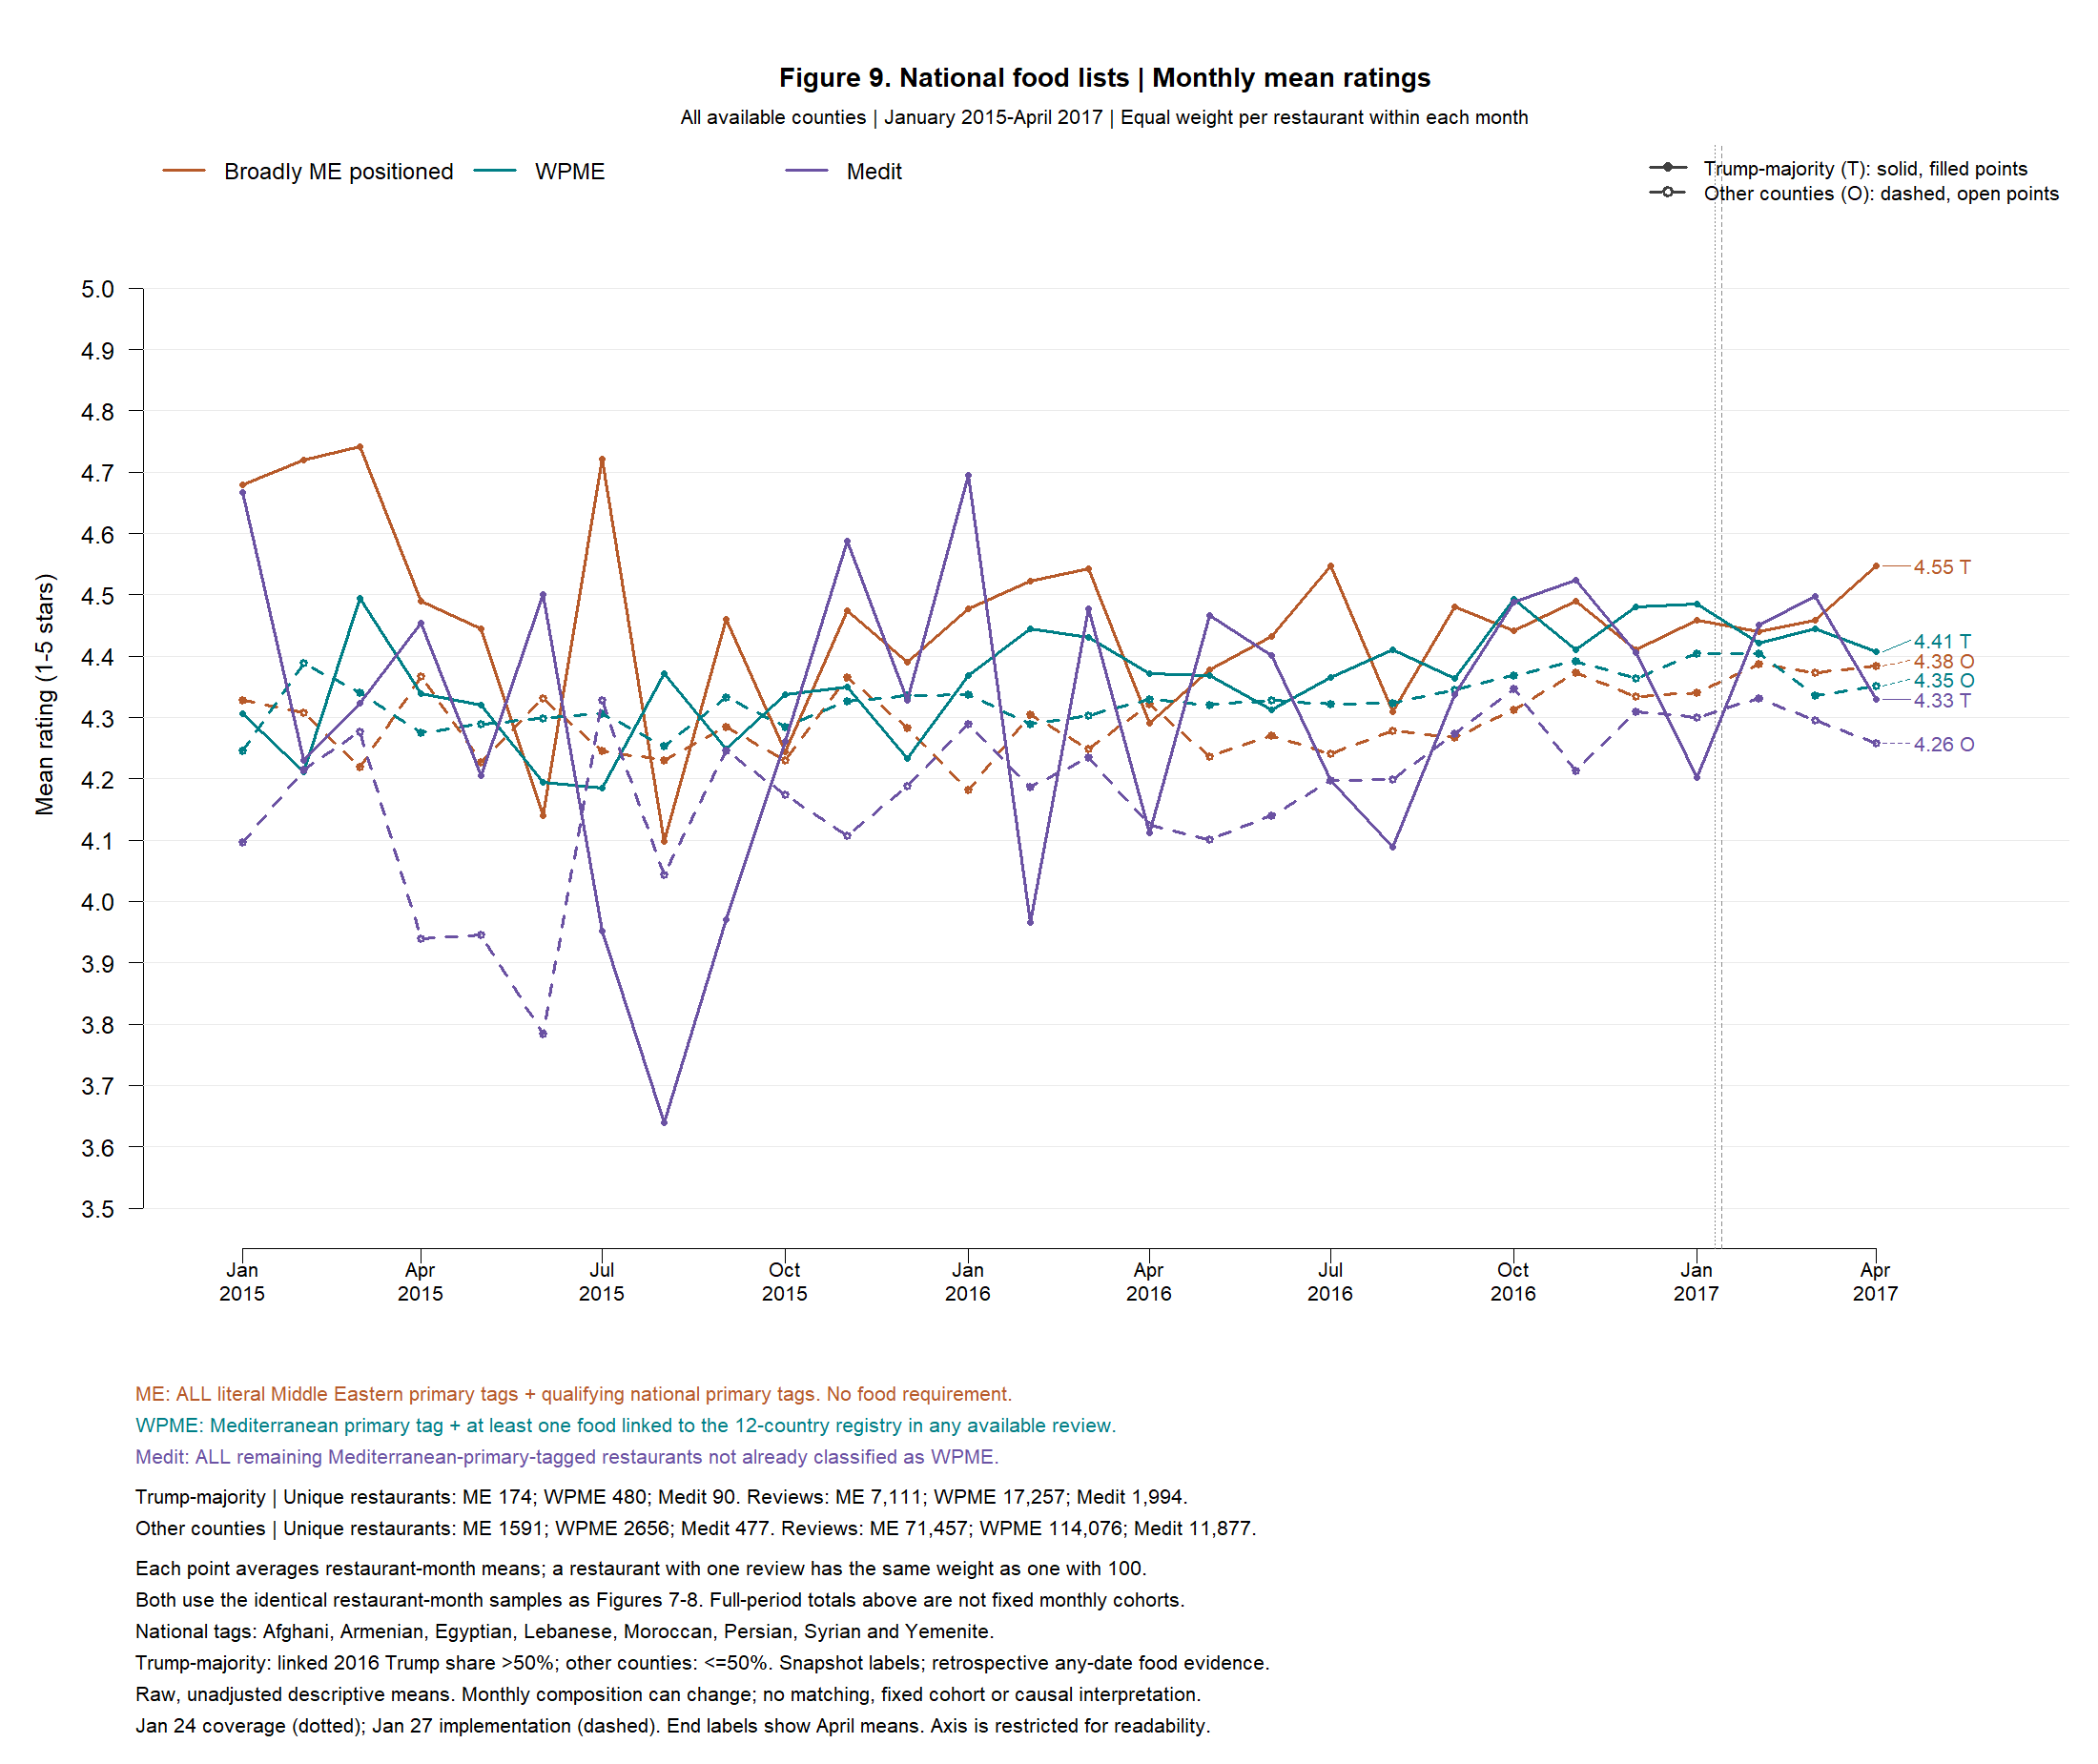 Figure 9. National food lists | Monthly mean ratings
All available counties | January 2015-April 2017 | Equal weight per restaurant within each month
Broadly ME positioned
WPME
Medit
Trump-majority (T): solid, filled points
Other counties (O): dashed, open points
Mean rating (1-5 stars)
5.0
4.9
4.8
4.7
4.6
4.5
4.4
4.3
4.2
4.1
4.0
3.9
3.8
3.7
3.6
3.5
4.55 T
4.41 T
4.38 O
4.35 O
4.33 T
4.26 O
Jan 2015
Apr 2015
Jul 2015
Oct 2015
Jan 2016
Apr 2016
Jul 2016
Oct 2016
Jan 2017
Apr 2017
ME: ALL literal Middle Eastern primary tags + qualifying national primary tags. No food requirement.
WPME: Mediterranean primary tag + at least one food linked to the 12-country registry in any available review.
Medit: ALL remaining Mediterranean-primary-tagged restaurants not already classified as WPME.
Trump-majority | Unique restaurants: ME 174; WPME 480; Medit 90. Reviews: ME 7,111; WPME 17,257; Medit 1,994.
Other counties | Unique restaurants: ME 1591; WPME 2656; Medit 477. Reviews: ME 71,457; WPME 114,076; Medit 11,877.
Each point averages restaurant-month means; a restaurant with one review has the same weight as one with 100.
Both use the identical restaurant-month samples as Figures 7-8. Full-period totals above are not fixed monthly cohorts.
National tags: Afghani, Armenian, Egyptian, Lebanese, Moroccan, Persian, Syrian and Yemenite.
Trump-majority: linked 2016 Trump share >50%; other counties: <=50%. Snapshot labels; retrospective any-date food evidence.
Raw, unadjusted descriptive means. Monthly composition can change; no matching, fixed cohort or causal interpretation.
Jan 24 coverage (dotted); Jan 27 implementation (dashed). End labels show April means. Axis is restricted for readability.